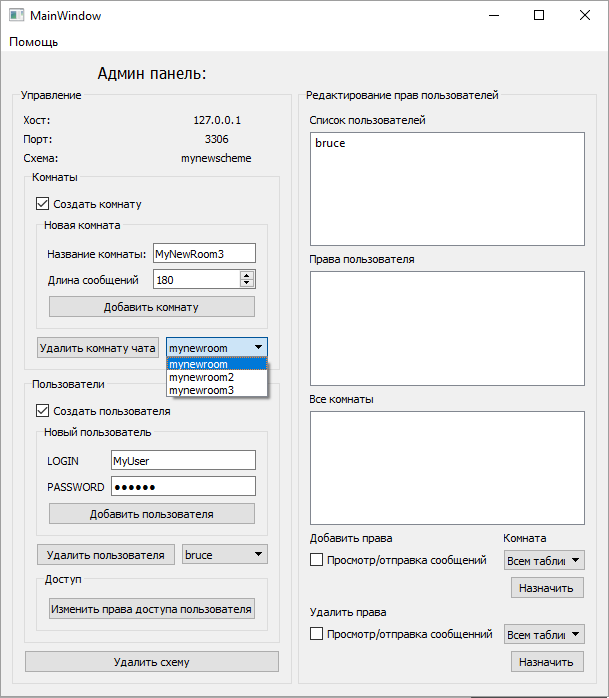 MainWindow
Помощь
Админ панель:
Управление
Хост: 127.0.0.1
Порт: 3306
Схема: mynewscheme
Комнаты
Создать комнату
Новая комната
Название комнаты: MyNewRoom3
Длина сообщений 180
Добавить комнату
Удалить комнату чата mynewroom
mynewroom
mynewroom2
mynewroom3
Пользователи
Создать пользователя
Новый пользователь
LOGIN MyUser
PASSWORD ●●●●●●
Добавить пользователя
Удалить пользователя bruce
Доступ
Изменить права доступа пользователя
Удалить схему
Редактирование прав пользователей
Список пользователей
bruce
Права пользователя
Все комнаты
Добавить права Комната
Просмотр/отправка сообщений Всем таблиц
Назначить
Удалить права
Просмотр/отправка сообщенний Всем таблиц
Назначить